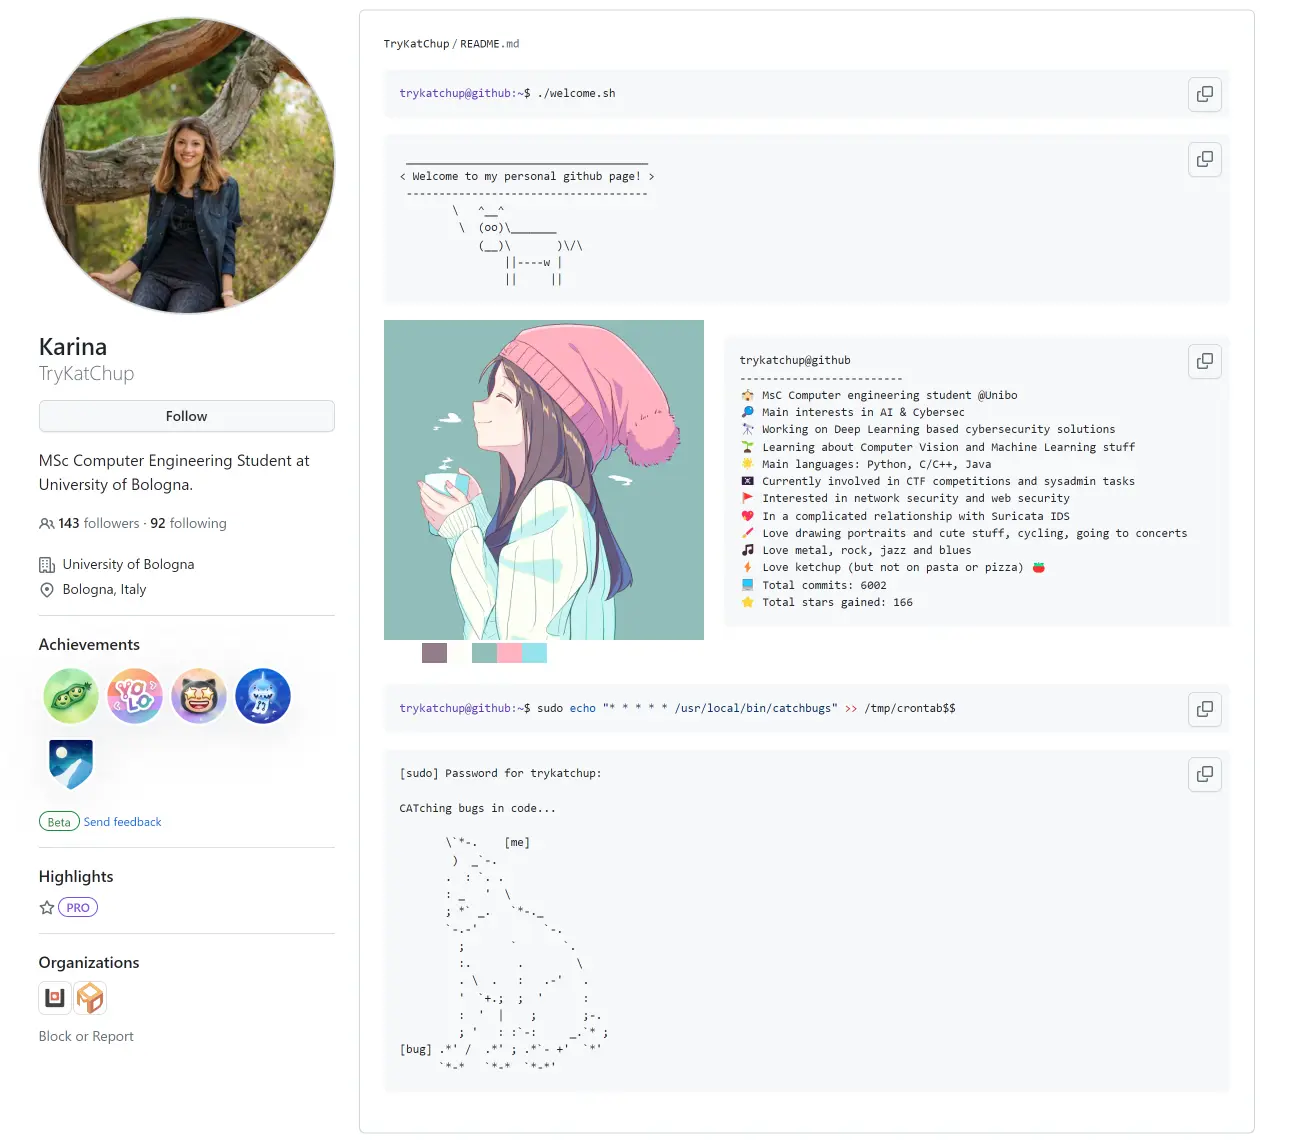 Karina
TryKatChup
Follow
MSc Computer Engineering Student at
University of Bologna.
143 followers · 92 following
University of Bologna
Bologna, Italy
Achievements
YOLO
Beta Send feedback
Highlights
PRO
Organizations
Block or Report
TryKatChup / README.md
trykatchup@github:~$ ./welcome.sh
 _____________________________________
< Welcome to my personal github page! >
 -------------------------------------
        \   ^__^
         \  (oo)\_______
            (__)\       )\/\
                ||----w |
                ||     ||
trykatchup@github
-------------------------
MsC Computer engineering student @Unibo
Main interests in AI & Cybersec
Working on Deep Learning based cybersecurity solutions
Learning about Computer Vision and Machine Learning stuff
Main languages: Python, C/C++, Java
Currently involved in CTF competitions and sysadmin tasks
Interested in network security and web security
In a complicated relationship with Suricata IDS
Love drawing portraits and cute stuff, cycling, going to concerts
Love metal, rock, jazz and blues
Love ketchup (but not on pasta or pizza)
Total commits: 6002
Total stars gained: 166
trykatchup@github:~$ sudo echo "* * * * * /usr/local/bin/catchbugs" >> /tmp/crontab$$
[sudo] Password for trykatchup:
CATching bugs in code...
       \`*-.    [me]
        )  _`-.
       .  : `. .
       : _   '  \
       ; *` _.   `*-._
       `-.-'          `-.
         ;       `       `.
         :.       .        \
         . \  .   :   .-'   .
         '  `+.;  ;  '      :
         :  '  |    ;       ;-.
         ; '   : :`-:     _.`* ;
[bug] .*' /  .*' ; .*`- +'  `*'
      `*-*   `*-*  `*-*'